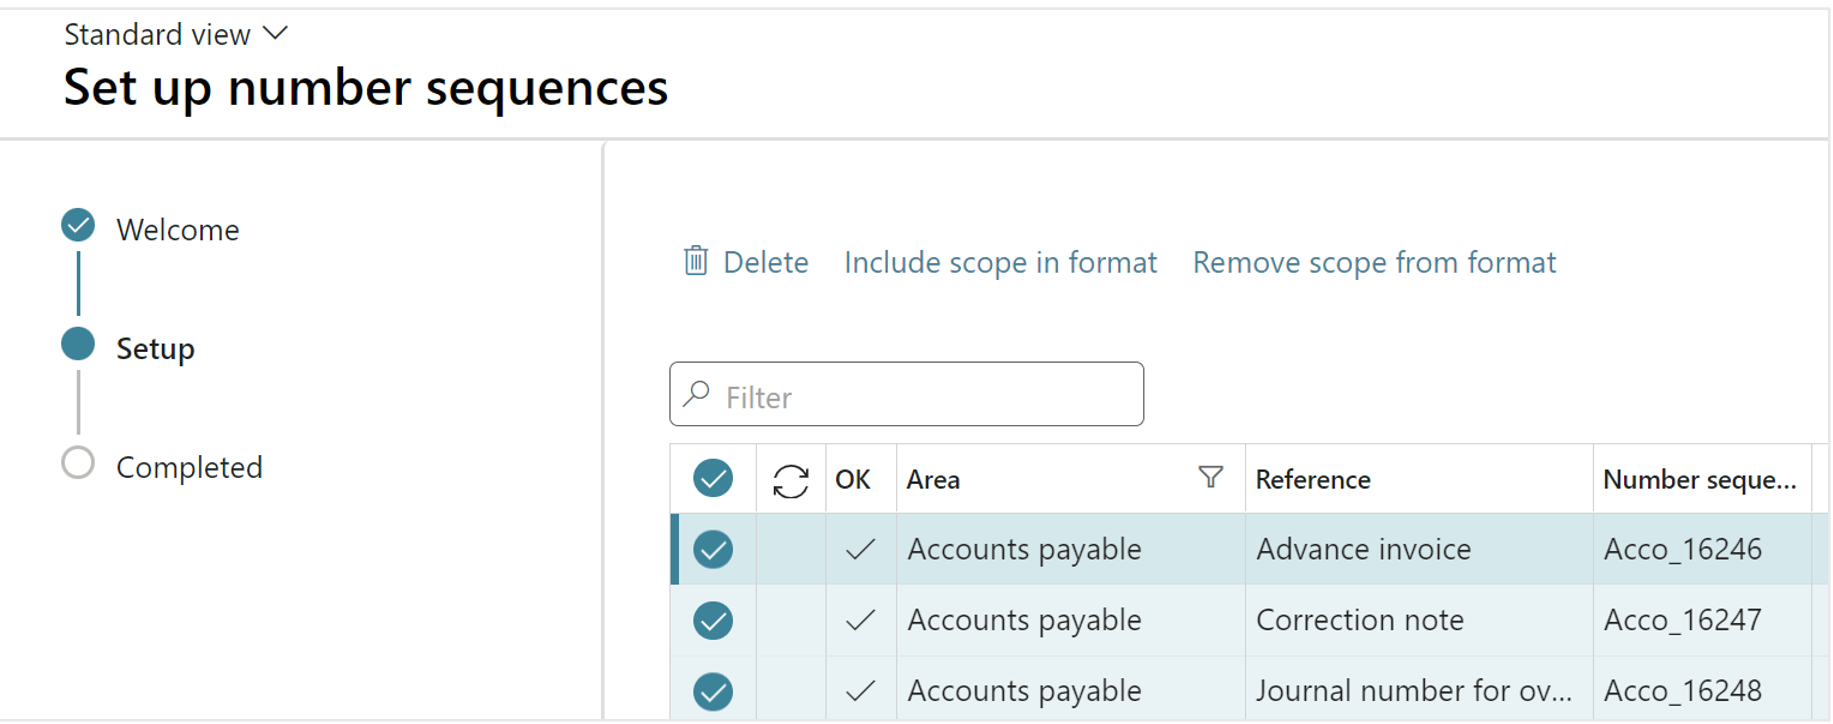 Standard view
Set up number sequences
Welcome
Setup
Completed
Delete Include scope in format Remove scope from format
Filter
OK Area Reference Number seque...
Accounts payable Advance invoice Acco_16246
Accounts payable Correction note Acco_16247
Accounts payable Journal number for ov... Acco_16248